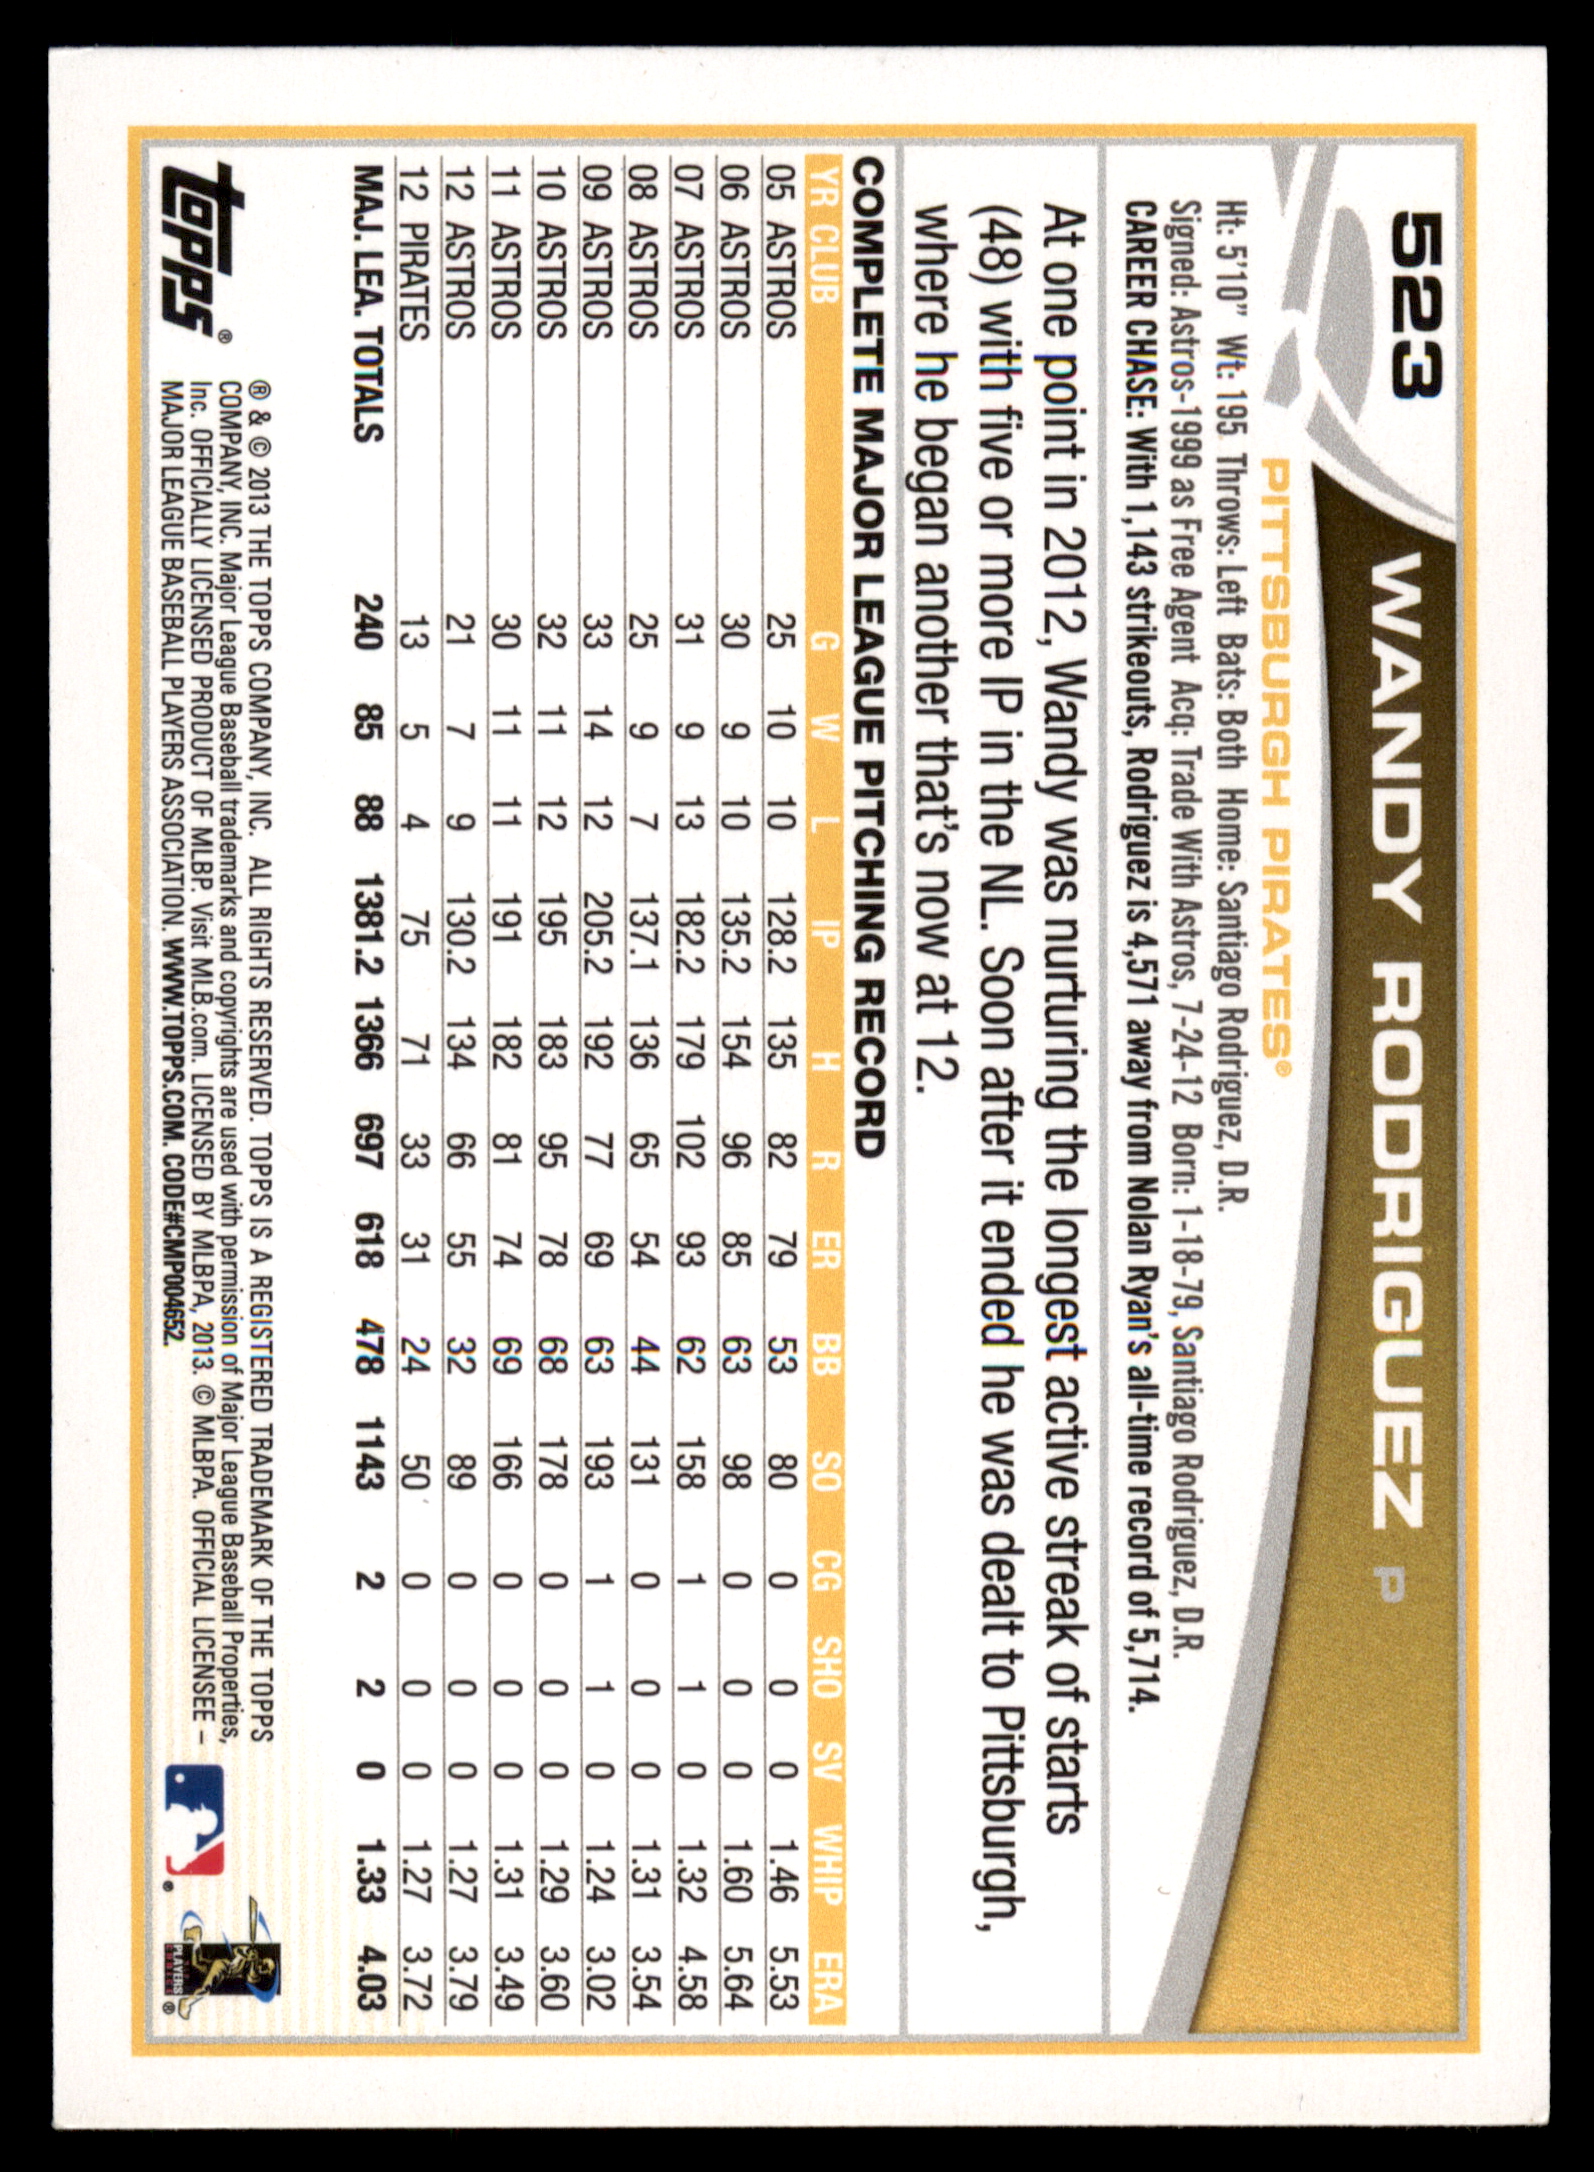 523 WANDY RODRIGUEZ P
PITTSBURGH PIRATES®
Ht: 5'10" Wt: 195 Throws: Left Bats: Both Home: Santiago Rodriguez, D.R.
Signed: Astros-1999 as Free Agent Acq: Trade With Astros, 7-24-12 Born: 1-18-79, Santiago Rodriguez, D.R.
CAREER CHASE: With 1,143 strikeouts, Rodriguez is 4,571 away from Nolan Ryan's all-time record of 5,714.
At one point in 2012, Wandy was nurturing the longest active streak of starts
(48) with five or more IP in the NL. Soon after it ended he was dealt to Pittsburgh,
where he began another that's now at 12.
COMPLETE MAJOR LEAGUE PITCHING RECORD
YR CLUB G W L IP H R ER BB SO CG SHO SV WHIP ERA
05 ASTROS 25 10 10 128.2 135 82 79 53 80 0 0 0 1.46 5.53
06 ASTROS 30 9 10 135.2 154 96 85 63 98 0 0 0 1.60 5.64
07 ASTROS 31 9 13 182.2 179 102 93 62 158 1 1 0 1.32 4.58
08 ASTROS 25 9 7 137.1 136 65 54 44 131 0 0 0 1.31 3.54
09 ASTROS 33 14 12 205.2 192 77 69 63 193 1 1 0 1.24 3.02
10 ASTROS 32 11 12 195 183 95 78 68 178 0 0 0 1.29 3.60
11 ASTROS 30 11 11 191 182 81 74 69 166 0 0 0 1.31 3.49
12 ASTROS 21 7 9 130.2 134 66 55 32 89 0 0 0 1.27 3.79
12 PIRATES 13 5 4 75 71 33 31 24 50 0 0 0 1.27 3.72
MAJ. LEA. TOTALS 240 85 88 1381.2 1366 697 618 478 1143 2 2 0 1.33 4.03
topps®
® & © 2013 THE TOPPS COMPANY, INC. ALL RIGHTS RESERVED. TOPPS IS A REGISTERED TRADEMARK OF THE TOPPS
COMPANY, INC. Major League Baseball trademarks and copyrights are used with permission of Major League Baseball Properties,
Inc. OFFICIALLY LICENSED PRODUCT OF MLBP. Visit MLB.com. LICENSED BY MLBPA, 2013. © MLBPA. OFFICIAL LICENSEE –
MAJOR LEAGUE BASEBALL PLAYERS ASSOCIATION. WWW.TOPPS.COM. CODE#CMP004652.
PLAYERS